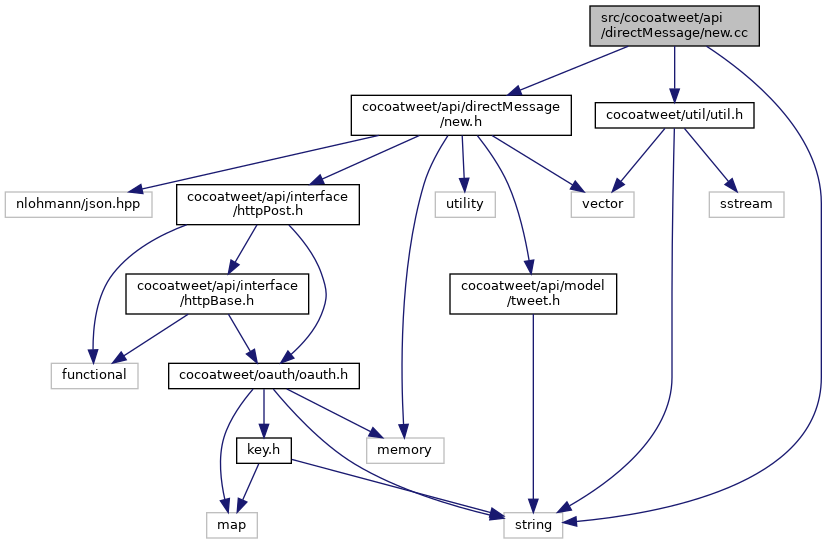 src/cocoatweet/api
/directMessage/new.cc
cocoatweet/api/directMessage
/new.h
cocoatweet/util/util.h
nlohmann/json.hpp
cocoatweet/api/interface
/httpPost.h
utility
vector
sstream
cocoatweet/api/interface
/httpBase.h
cocoatweet/api/model
/tweet.h
functional
cocoatweet/oauth/oauth.h
key.h
memory
map
string